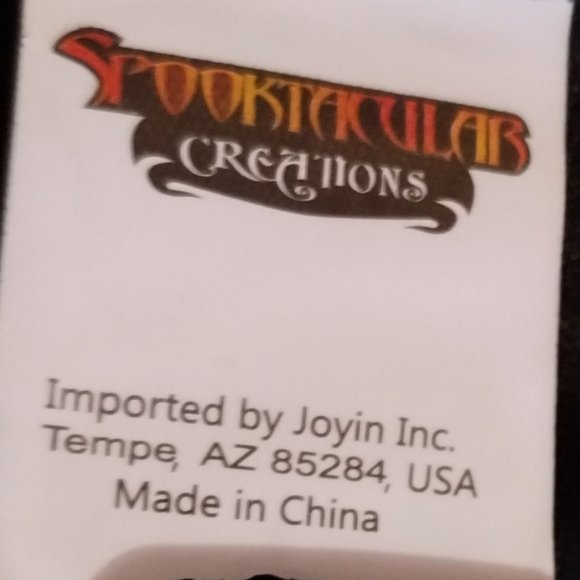 SPOOKTACULAR
CREATIONS
Imported by Joyin Inc.
Tempe, AZ 85284, USA
Made in China